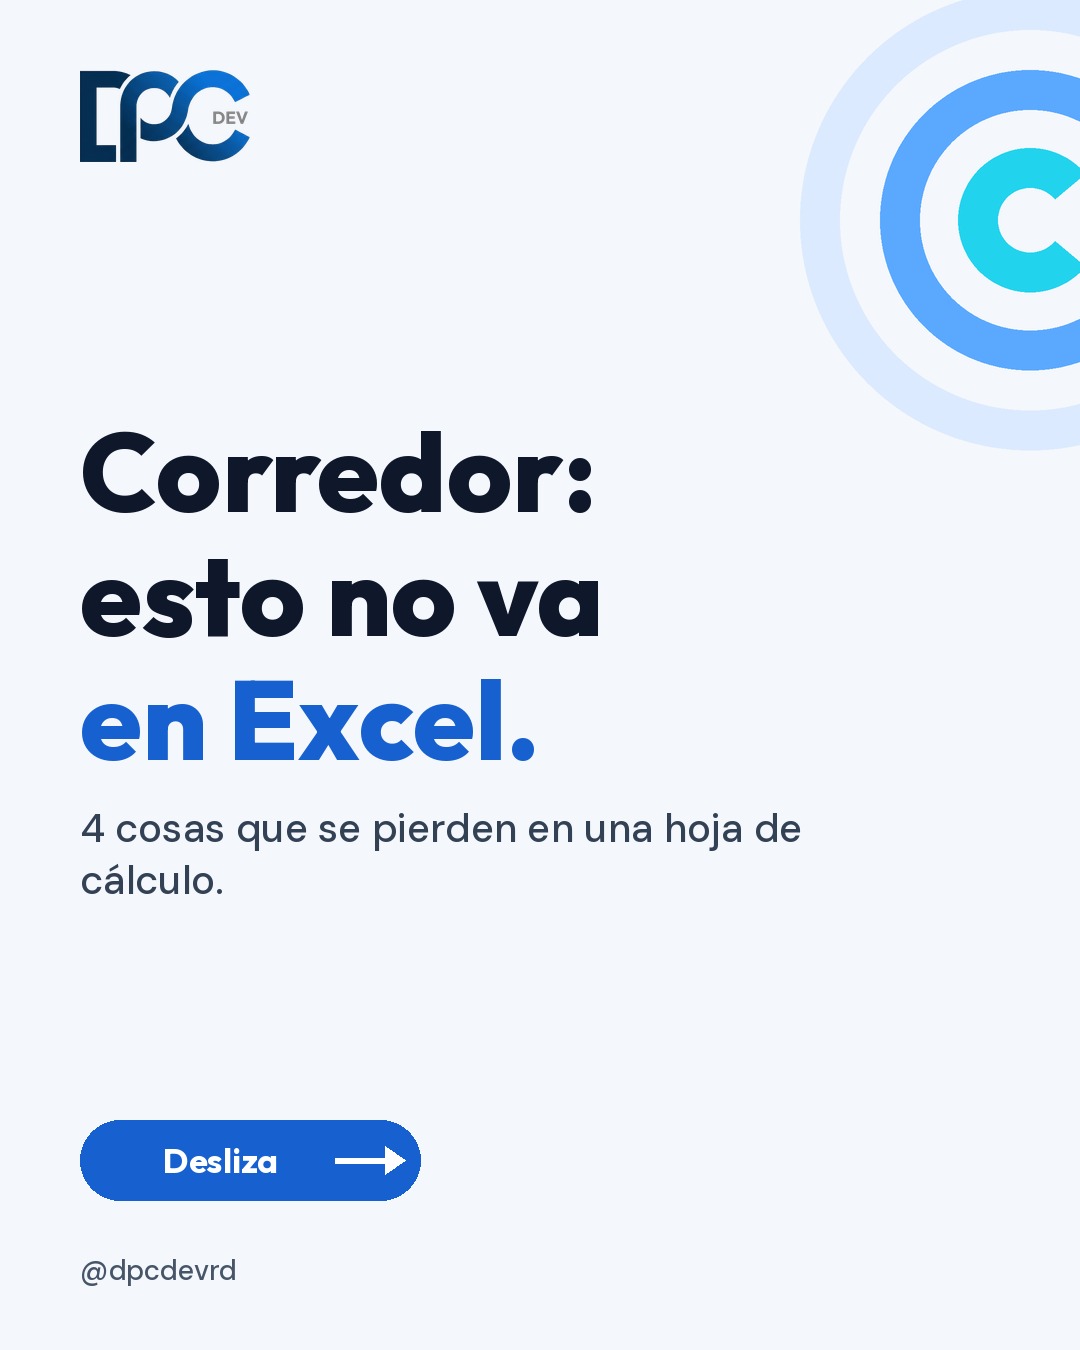 DPC
DEV
Corredor:
esto no va
en Excel.
4 cosas que se pierden en una hoja de
cálculo.
Desliza
@dpcdevrd